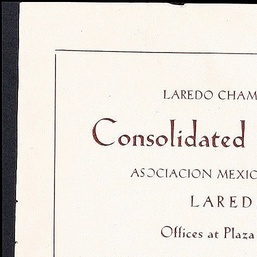 LAREDO CHAM
Consolidated
ASOCIACION MEXIC
LARED
Offices at Plaza